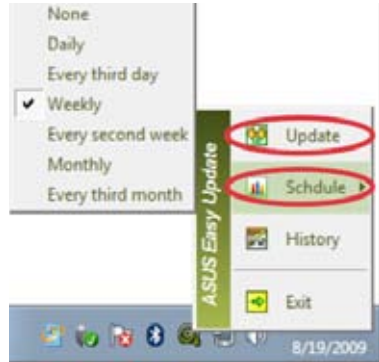 None
Daily
Every third day
Weekly
Every second week
Monthly
Every third month
ASUS Easy Update
Update
Schdule
History
Exit
8/19/2009